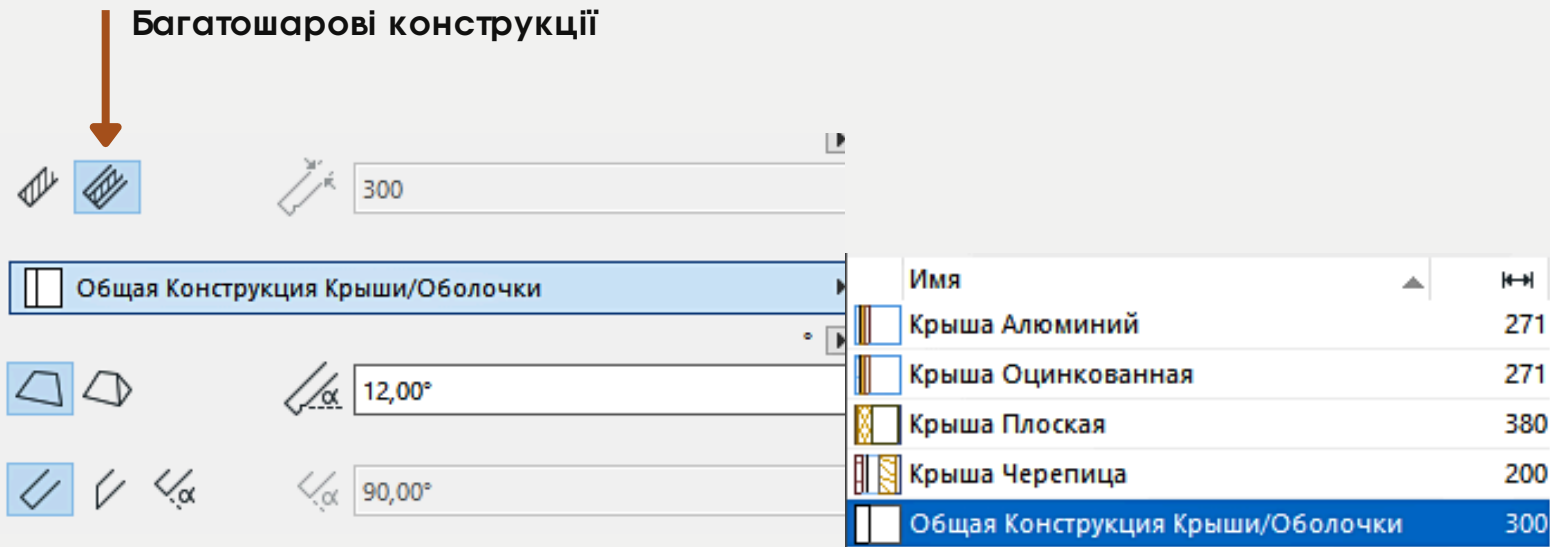 Багатошарові конструкції
300
Общая Конструкция Крыши/Оболочки
°
α 12,00°
α α 90,00°
Имя
Крыша Алюминий 271
Крыша Оцинкованная 271
Крыша Плоская 380
Крыша Черепица 200
Общая Конструкция Крыши/Оболочки 300